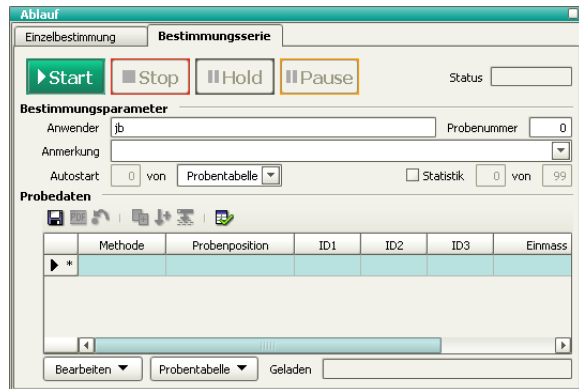 Ablauf
Einzelbestimmung Bestimmungsserie
Start Stop Hold Pause Status
Bestimmungsparameter
Anwender jb Probenummer 0
Anmerkung
Autostart 0 von Probentabelle Statistik 0 von 99
Probedaten
PDF
Methode Probenposition ID1 ID2 ID3 Einmass
*
Bearbeiten Probentabelle Geladen